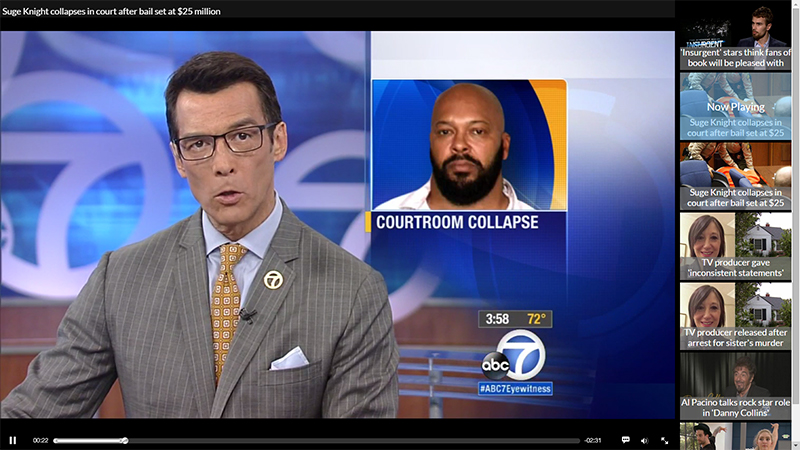 Suge Knight collapses in court after bail set at $25 million
COURTROOM COLLAPSE
3:58 72°
abc 7
#ABC7Eyewitness
00:22
-02:31
INSURGENT
'Insurgent' stars think fans of
book will be pleased with
Now Playing
Suge Knight collapses in
court after bail set at $25
Suge Knight collapses in
court after bail set at $25
TV producer gave
'inconsistent statements'
TV producer released after
arrest for sister's murder
Al Pacino talks rock star role
in 'Danny Collins'